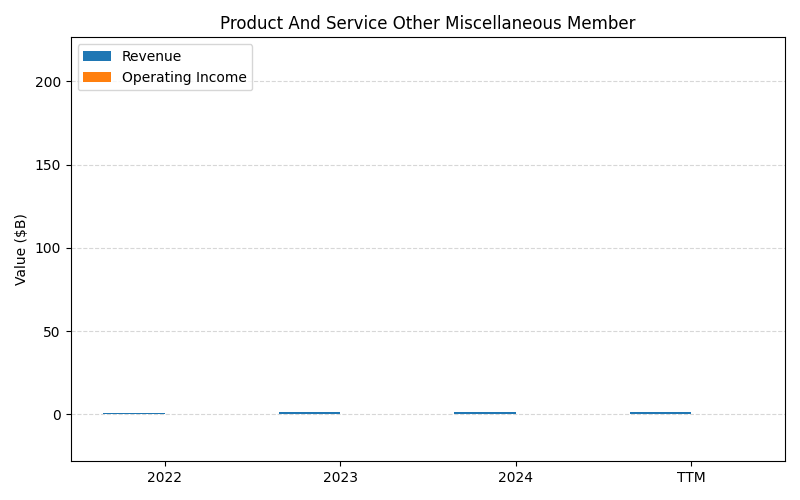 Product And Service Other Miscellaneous Member
Revenue
Operating Income
Value ($B)
200
150
100
50
0
2022
2023
2024
TTM